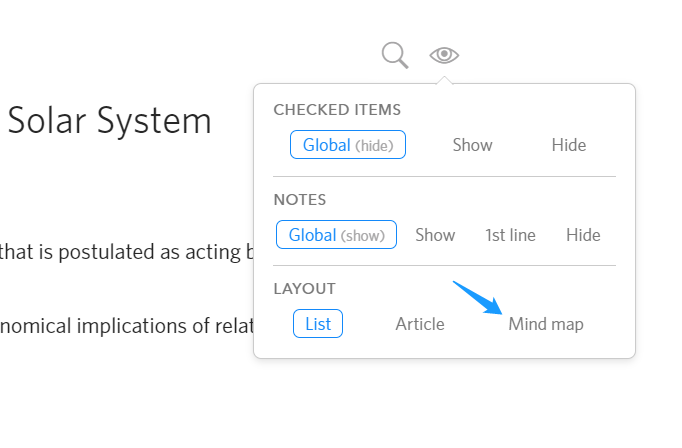 Solar System
CHECKED ITEMS
Global (hide) Show Hide
NOTES
Global (show) Show 1st line Hide
that is postulated as acting b
LAYOUT
List Article Mind map
nomical implications of relat